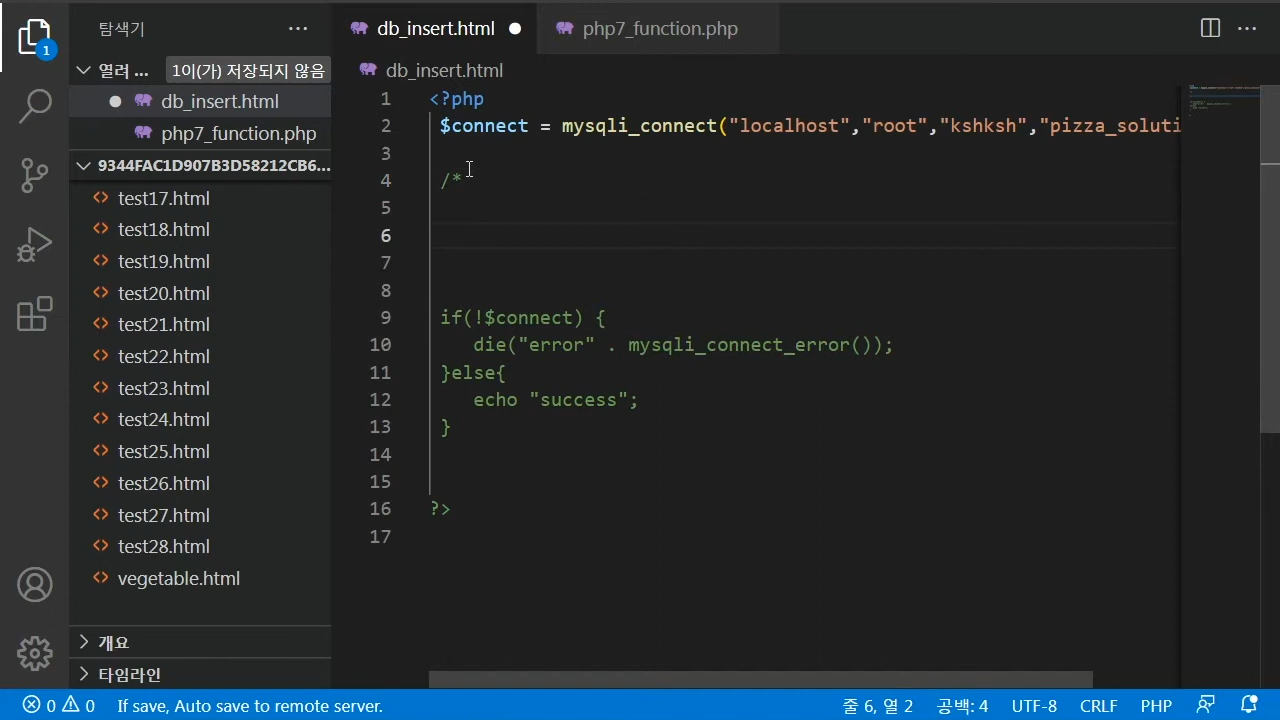 탐색기
1
열려 ...
1이(가) 저장되지 않음
db_insert.html
php7_function.php
9344FAC1D907B3D58212CB6...
test17.html
test18.html
test19.html
test20.html
test21.html
test22.html
test23.html
test24.html
test25.html
test26.html
test27.html
test28.html
vegetable.html
개요
타임라인
db_insert.html
php7_function.php
db_insert.html
1 <?php
2 $connect = mysqli_connect("localhost","root","kshksh","pizza_soluti
3
4 /*
5
6
7
8
9 if(!$connect) {
10 die("error" . mysqli_connect_error());
11 }else{
12 echo "success";
13 }
14
15
16 ?>
17
0 0 If save, Auto save to remote server. 줄 6, 열 2 공백: 4 UTF-8 CRLF PHP